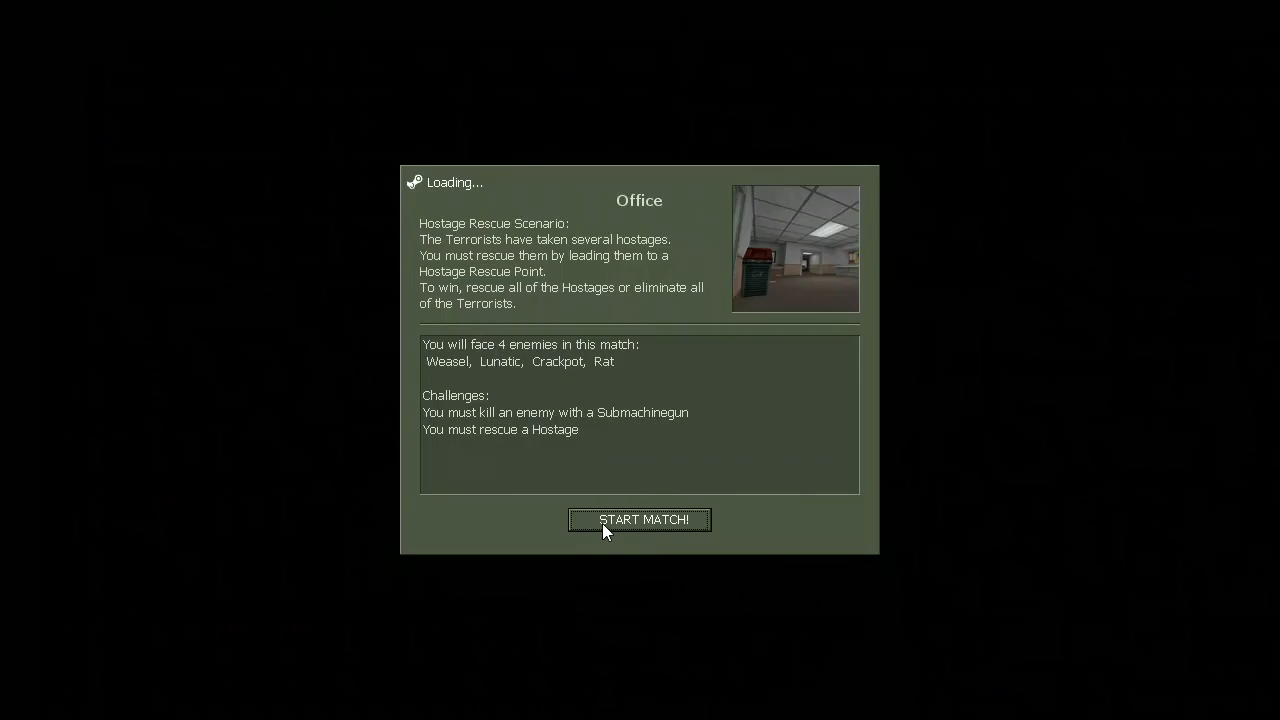 Loading...
Office
Hostage Rescue Scenario:
The Terrorists have taken several hostages.
You must rescue them by leading them to a
Hostage Rescue Point.
To win, rescue all of the Hostages or eliminate all
of the Terrorists.
You will face 4 enemies in this match:
Weasel, Lunatic, Crackpot, Rat
Challenges:
You must kill an enemy with a Submachinegun
You must rescue a Hostage
START MATCH!